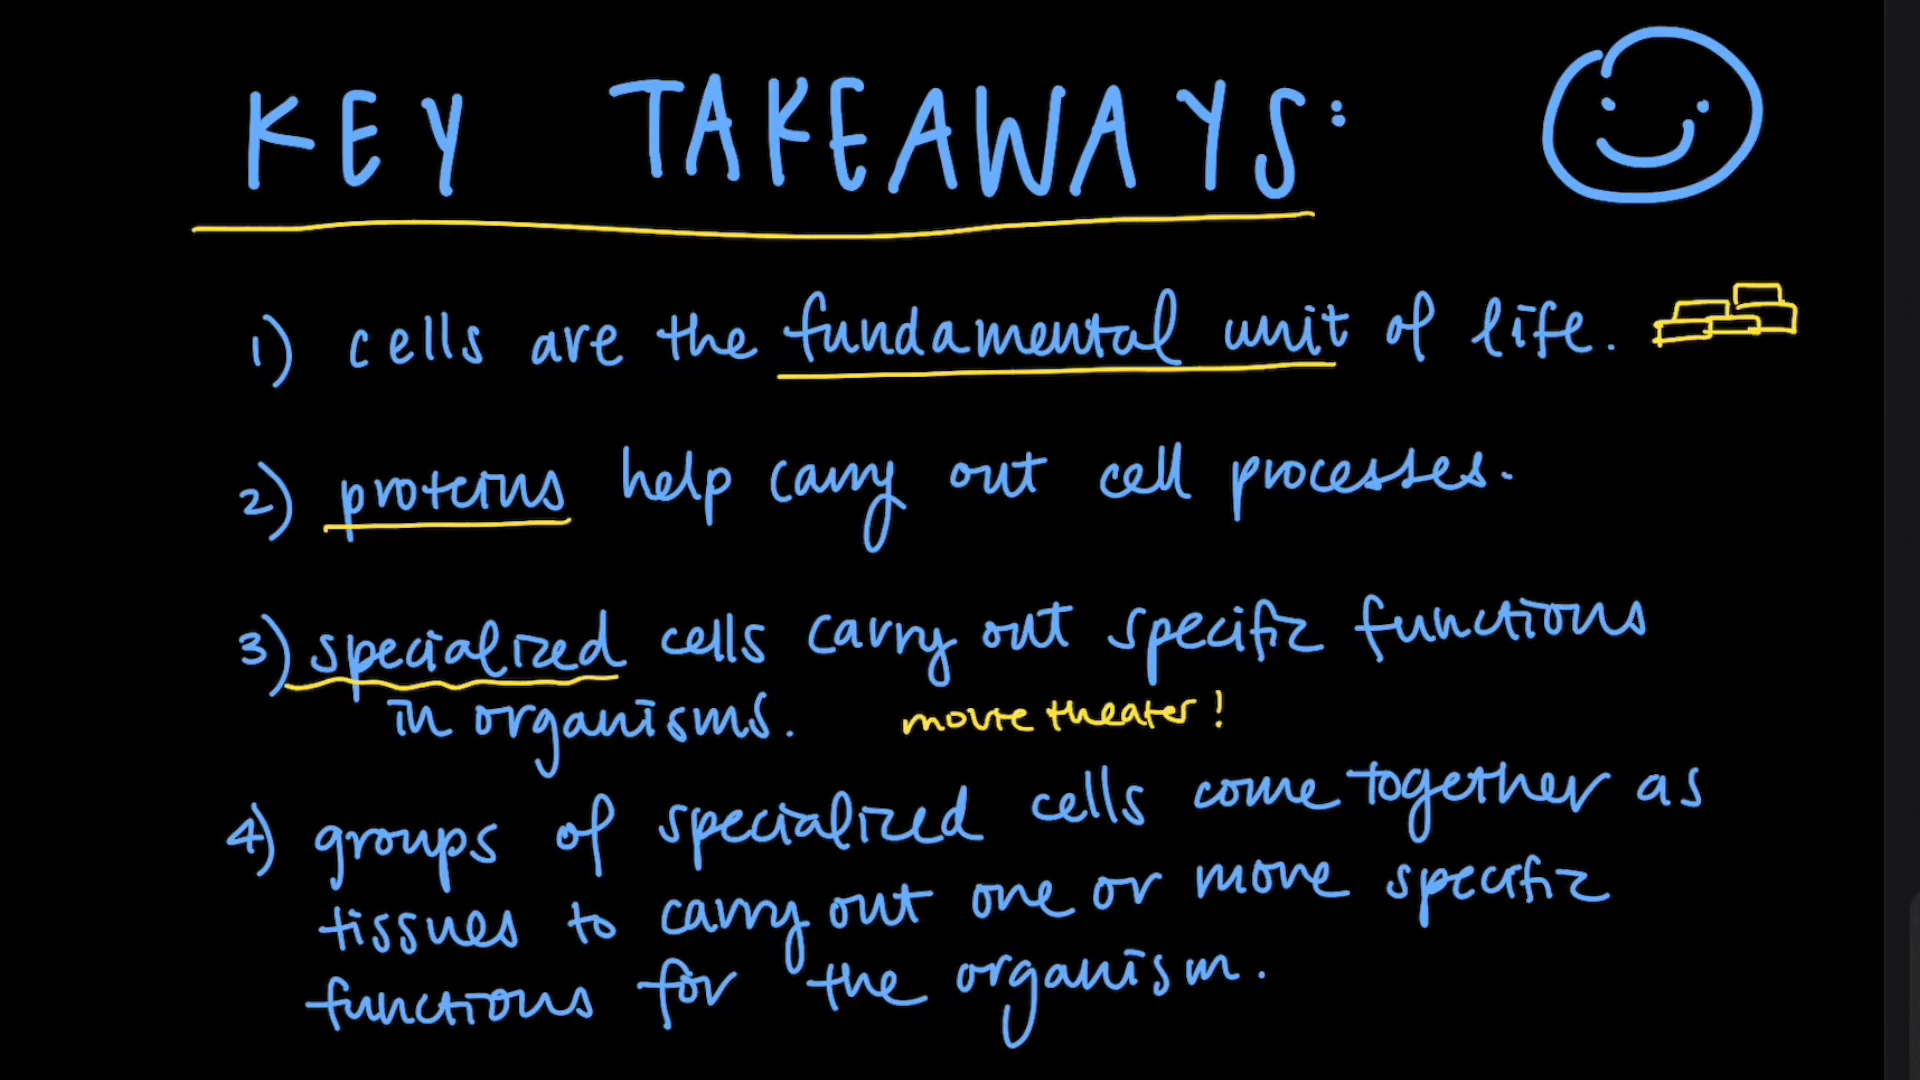 KEY TAKEAWAYS:
1) cells are the fundamental unit of life.
2) proteins help carry out cell processes.
3) specialized cells carry out specific functions
in organisms. movie theater!
4) groups of specialized cells come together as
tissues to carry out one or more specific
functions for the organism.